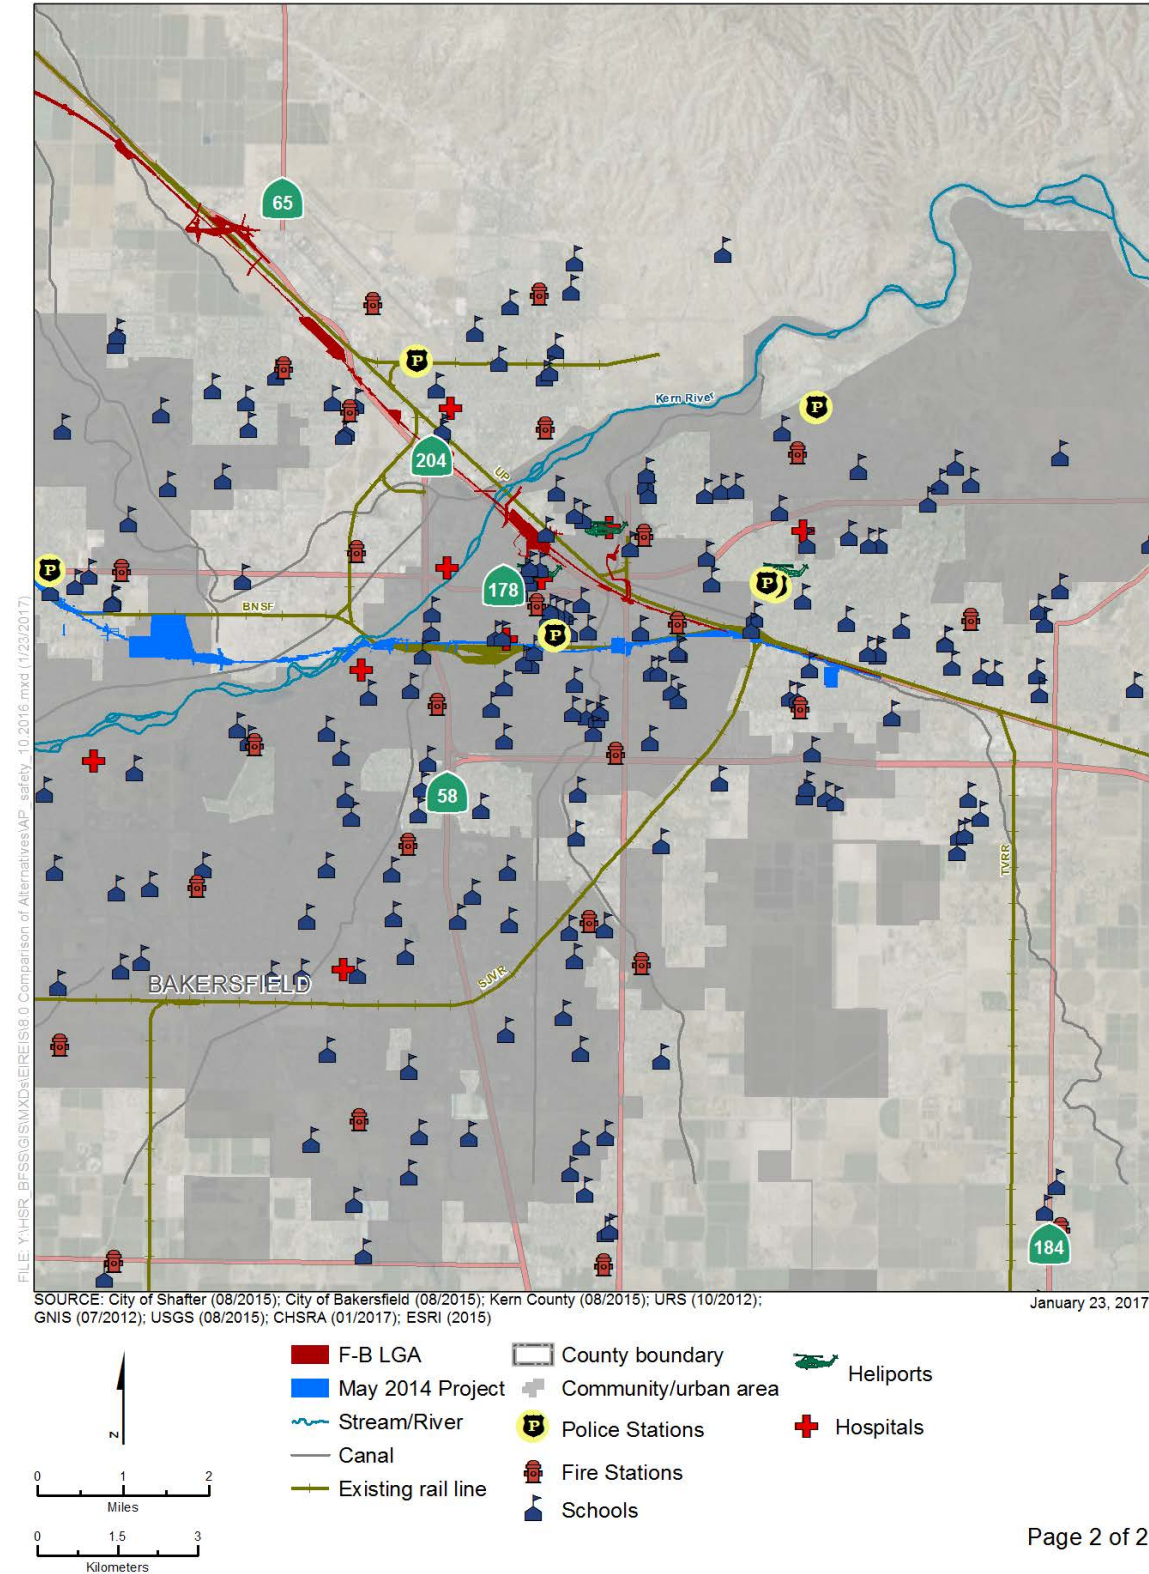 65
Kern River
204
UP
178
BNSF
58
TVRR
SJVR
BAKERSFIELD
184
FILE: Y:\HSR_BFSS\GIS\MXDs\EIREIS\8.0 Comparison of Alternatives\AP_safety_10.2016.mxd (1/23/2017)
SOURCE: City of Shafter (08/2015); City of Bakersfield (08/2015); Kern County (08/2015); URS (10/2012);
GNIS (07/2012); USGS (08/2015); CHSRA (01/2017); ESRI (2015)
January 23, 2017
N
0 1 2
Miles
0 1.5 3
Kilometers
F-B LGA
May 2014 Project
Stream/River
Canal
Existing rail line
County boundary
Community/urban area
P Police Stations
Fire Stations
Schools
Heliports
Hospitals
Page 2 of 2